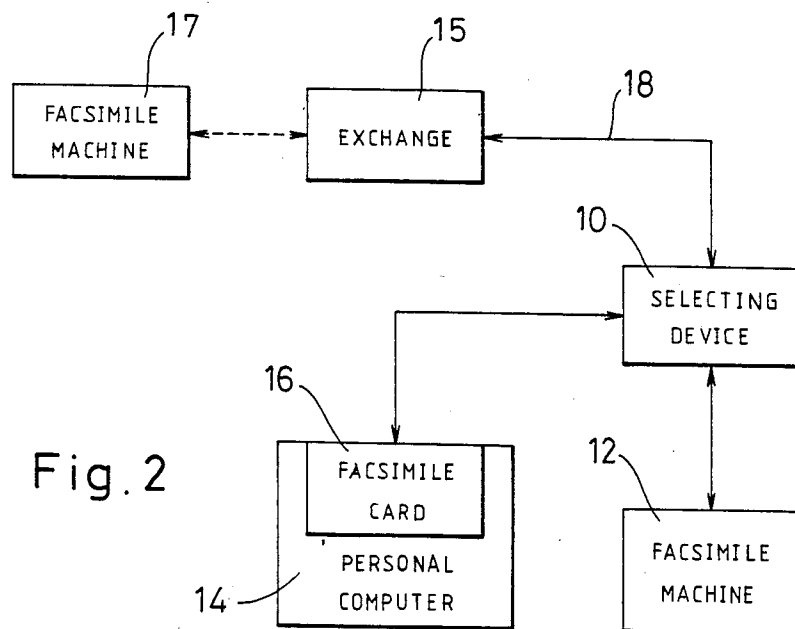 17
15
18
FACSIMILE
MACHINE
EXCHANGE
10
SELECTING
DEVICE
16
12
Fig. 2
FACSIMILE
CARD
FACSIMILE
MACHINE
14
PERSONAL
COMPUTER